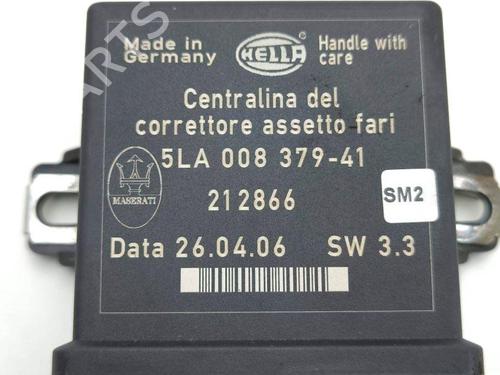 Made in
Germany
HELLA
Handle with
care
Centralina del
correttore assetto fari
5LA 008 379-41
MASERATI
212866
SM2
Data 26.04.06 SW 3.3